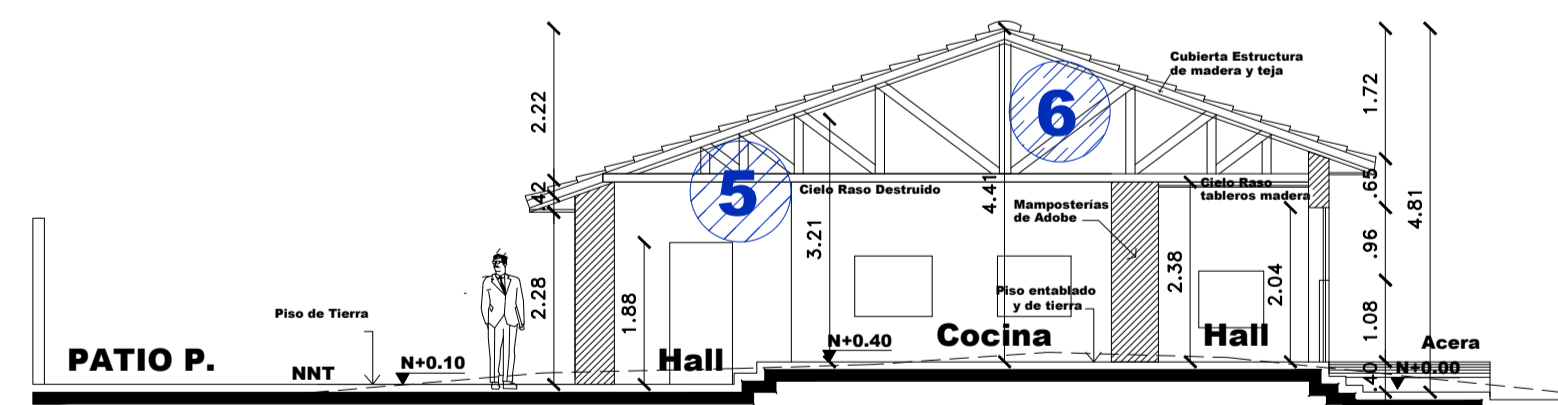 Cubierta Estructura
de madera y teja
2.22
1.72
6
.42
5
Cielo Raso Destruido
4.41
Cielo Raso
tableros madera
.65
4.81
Mamposterías
de Adobe
3.21
.96
2.28
1.88
2.38
2.04
Piso entablado
y de tierra
Piso de Tierra
1.08
PATIO P.
NNT
N+0.10
Hall
N+0.40
Cocina
Hall
Acera
.40
N+0.00